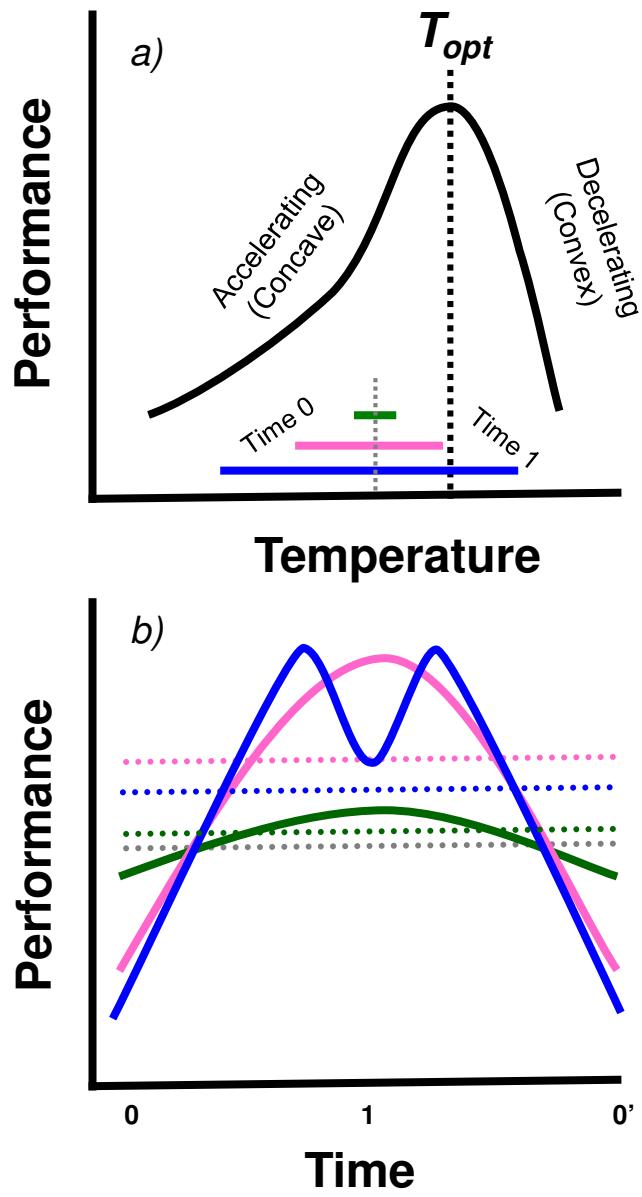 a)
T_opt
Performance
Accelerating
(Concave)
Decelerating
(Convex)
Time 0
Time 1
Temperature
b)
Performance
0
1
0'
Time